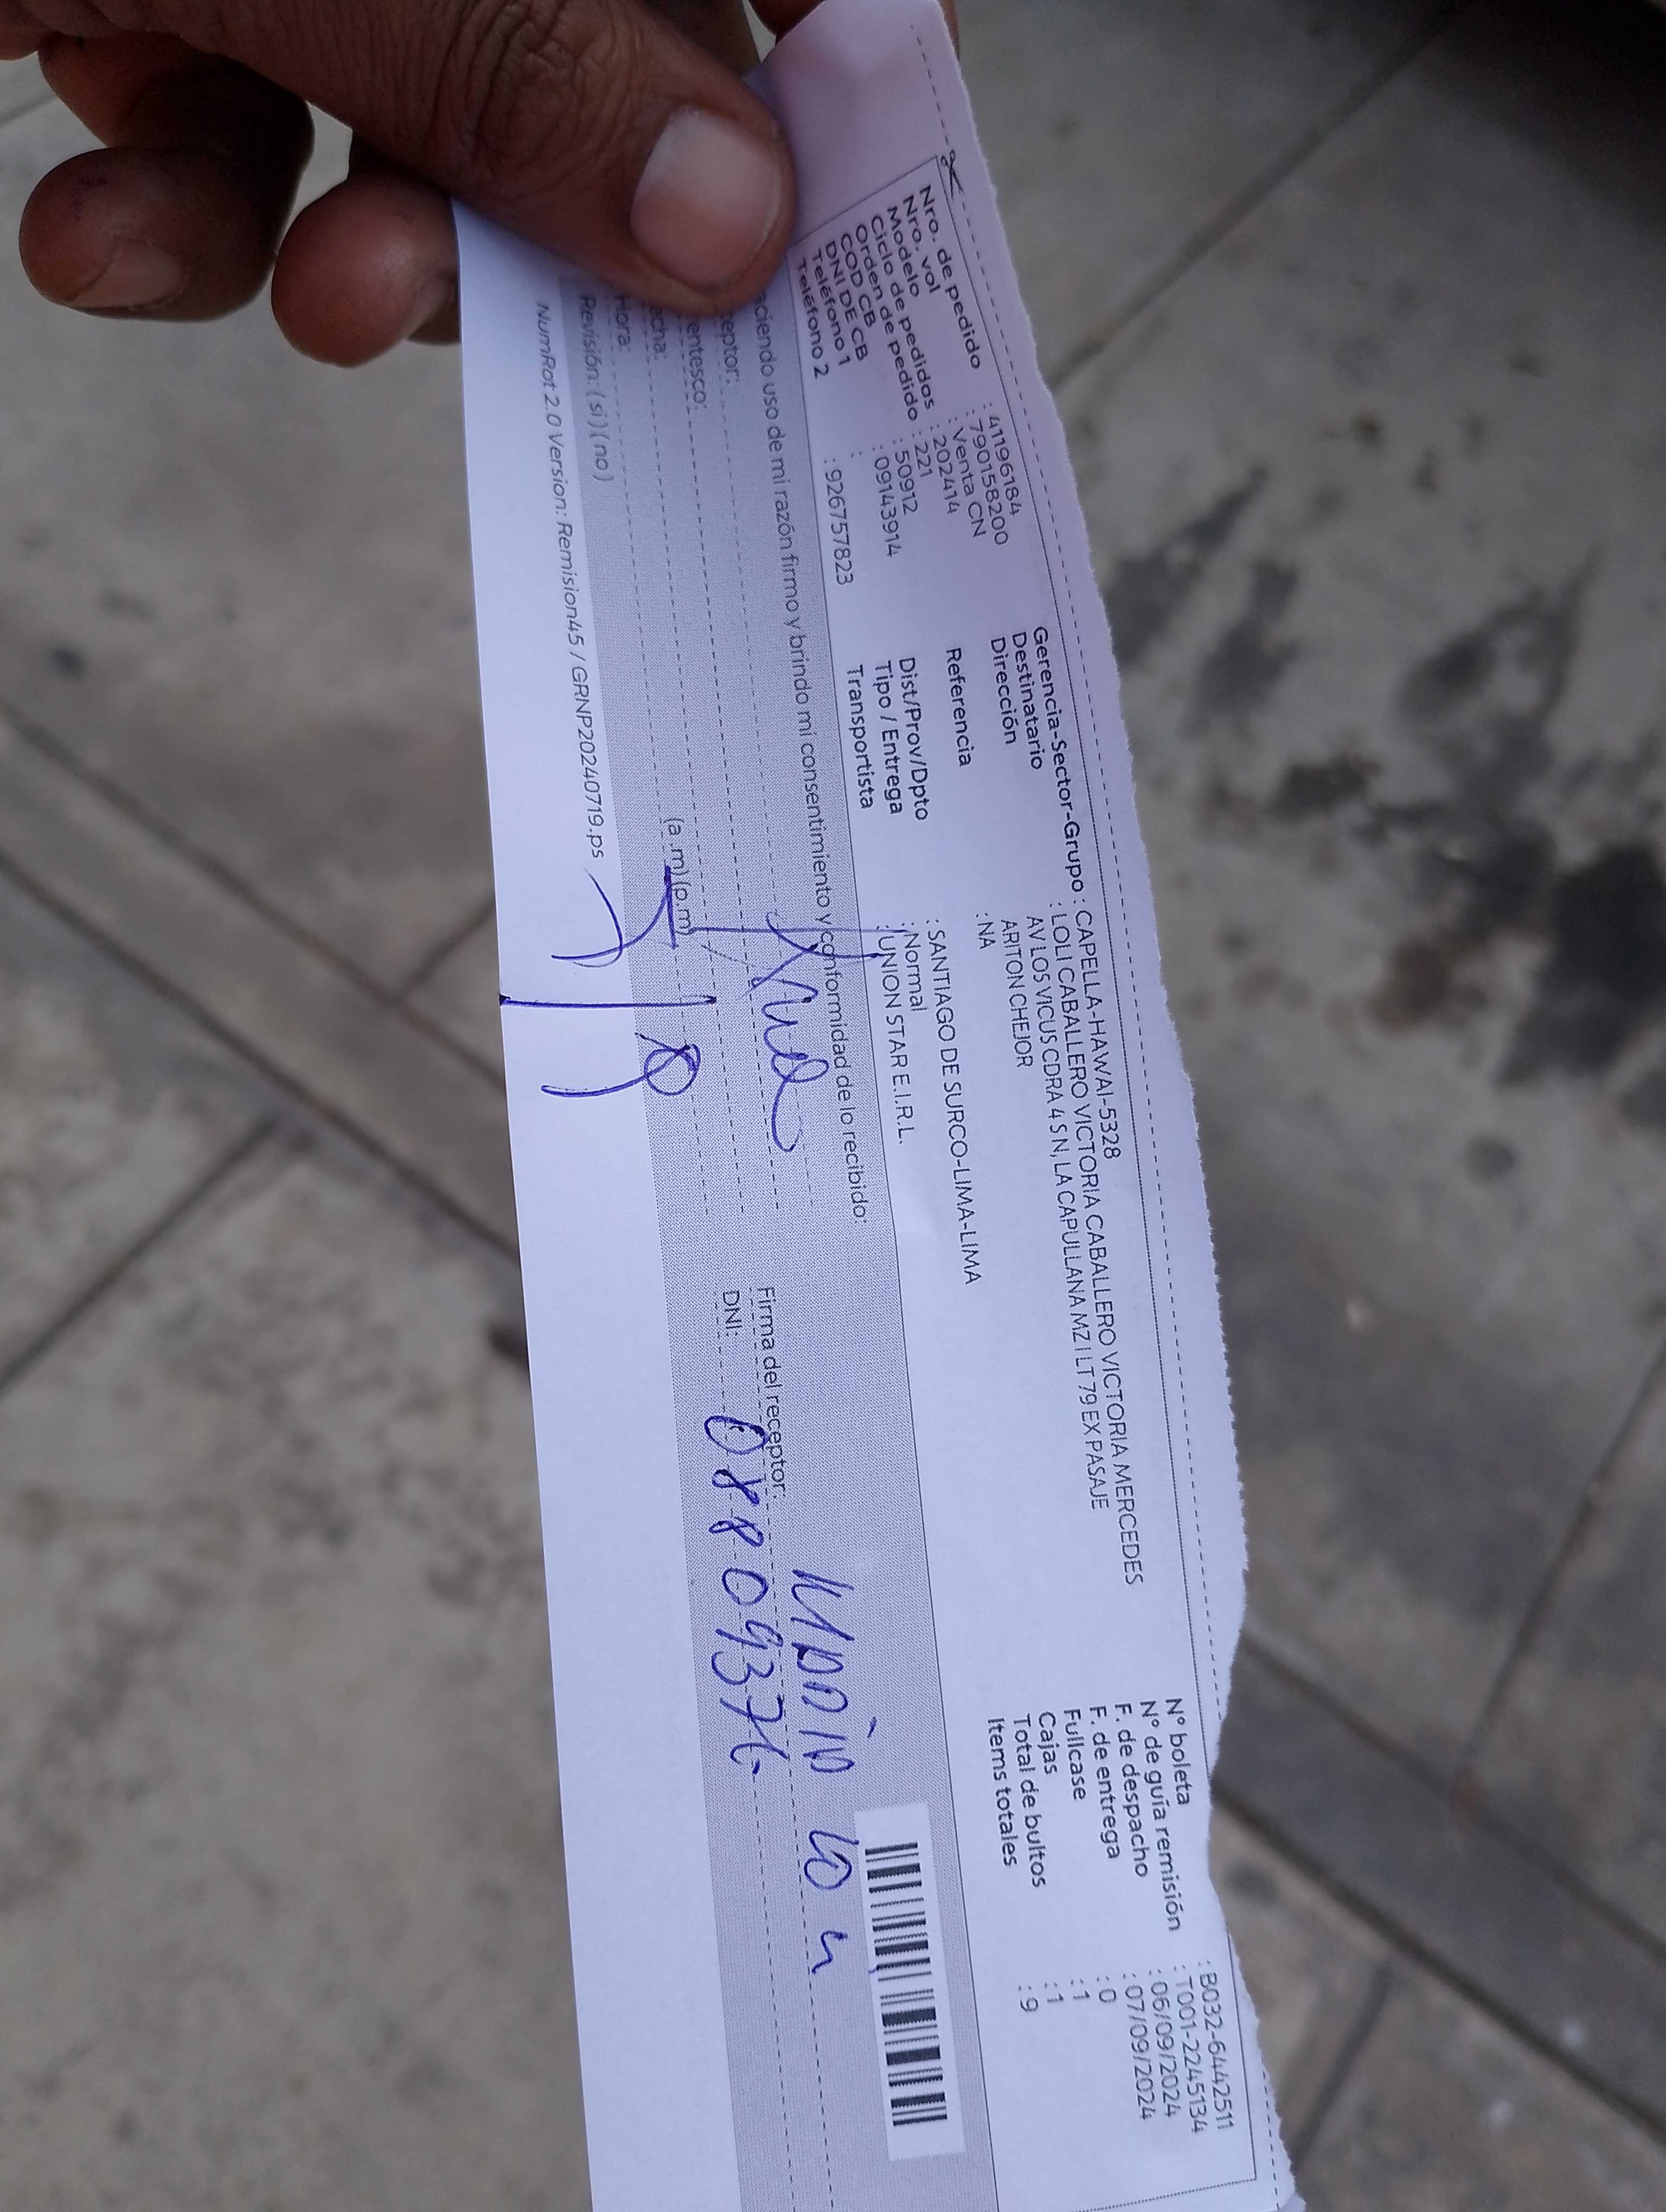 Nro. de pedido : 41196184
Nro. vol : 790158200
Modelo : Venta CN
Ciclo de pedidos : 202414
Orden de pedido : 221
COD CB : 50912
DNI DE CB : 09143914
Teléfono 1 :
Teléfono 2 : 926757823
Gerencia-Sector-Grupo : CAPELLA-HAWAI-5328
Destinatario : LOLI CABALLERO VICTORIA CABALLERO VICTORIA MERCEDES
Dirección AV LOS VICUS CDRA 4 S N, LA CAPULLANA MZ I LT 79 EX PASAJE
ARITON CHEJOR
Referencia : NA
Dist/Prov/Dpto : SANTIAGO DE SURCO-LIMA-LIMA
Tipo / Entrega : Normal
Transportista : UNION STAR E.I.R.L.
N° boleta : B032-6442511
N° de guía remisión : T001-2245134
F. de despacho : 06/09/2024
F. de entrega : 07/09/2024
Fullcase : 0
Cajas : 1
Total de bultos : 1
Items totales : 9
ciendo uso de mi razón firmo y brindo mi consentimiento y conformidad de lo recibido:
eptor:
entesco:
echa:
Hora: (a.m) (p.m)
Revisión: (si) (no)
Firma del receptor:
DNI: 08809376
NumRot 2.0 Version: Remision45 / GRNP20240719.ps